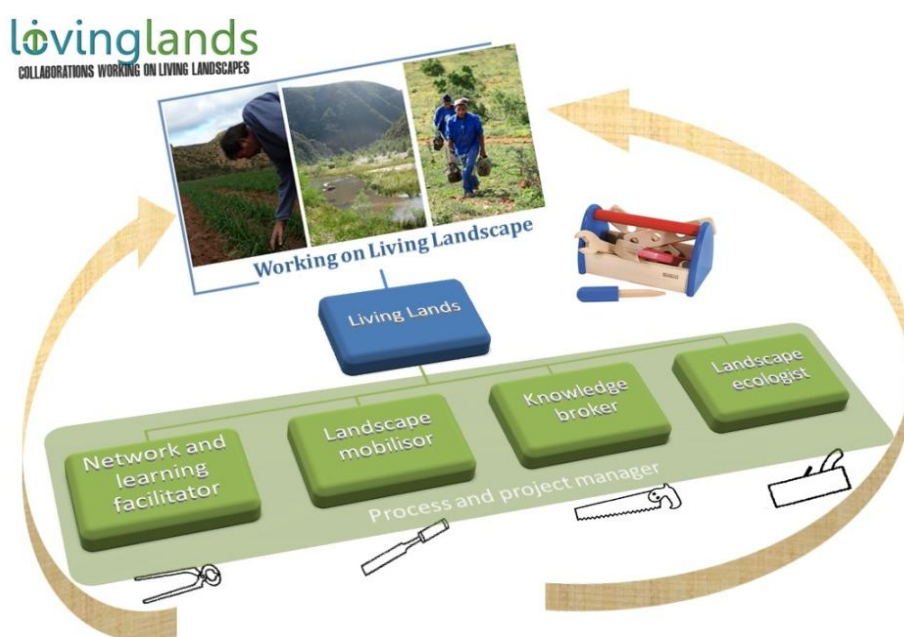 livinglands
COLLABORATIONS WORKING ON LIVING LANDSCAPES
Working on Living Landscape
Living Lands
Network and
learning
facilitator
Landscape
mobilisor
Knowledge
broker
Landscape
ecologist
Process and project manager